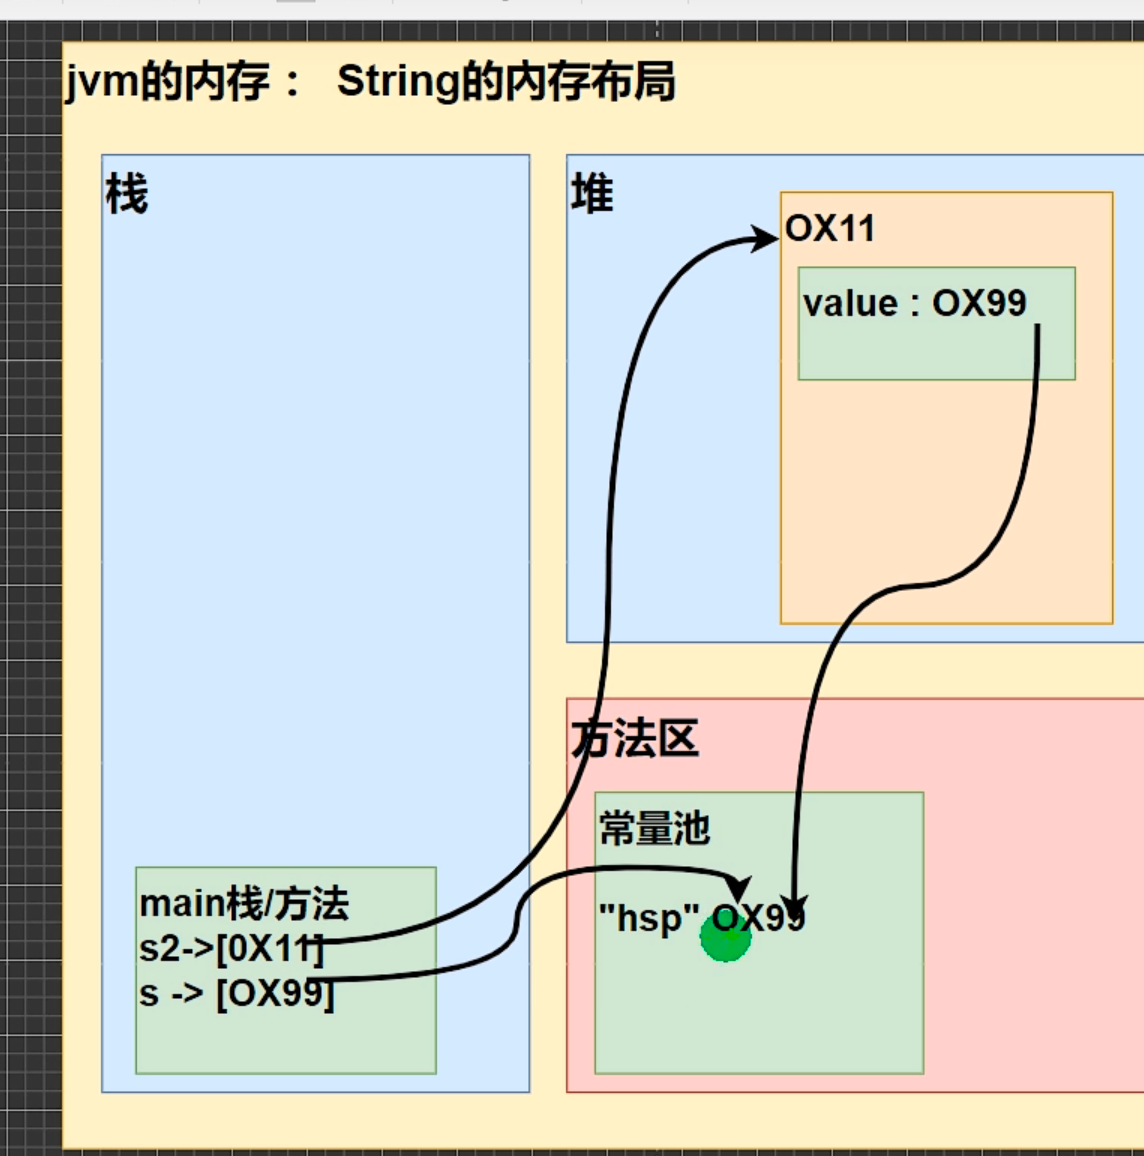 jvm的内存： String的内存布局
栈
堆
OX11
value : OX99
方法区
常量池
"hsp" OX99
main栈/方法
s2->[0X11]
s -> [OX99]